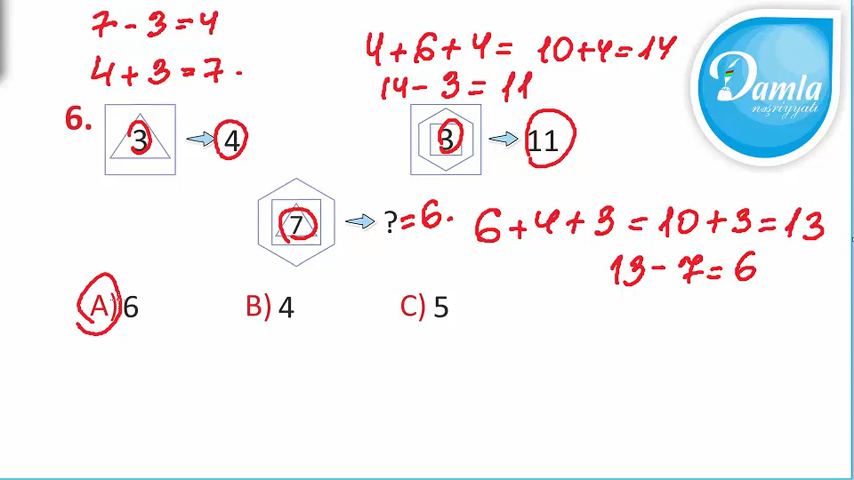 7 - 3 = 4
4 + 3 = 7 .
4 + 6 + 4 = 10 + 4 = 14
14 - 3 = 11
Damla
nəşriyyatı
6. 3 4 3 11
7 ? = 6 . 6 + 4 + 3 = 10 + 3 = 13
13 - 7 = 6
A) 6 B) 4 C) 5